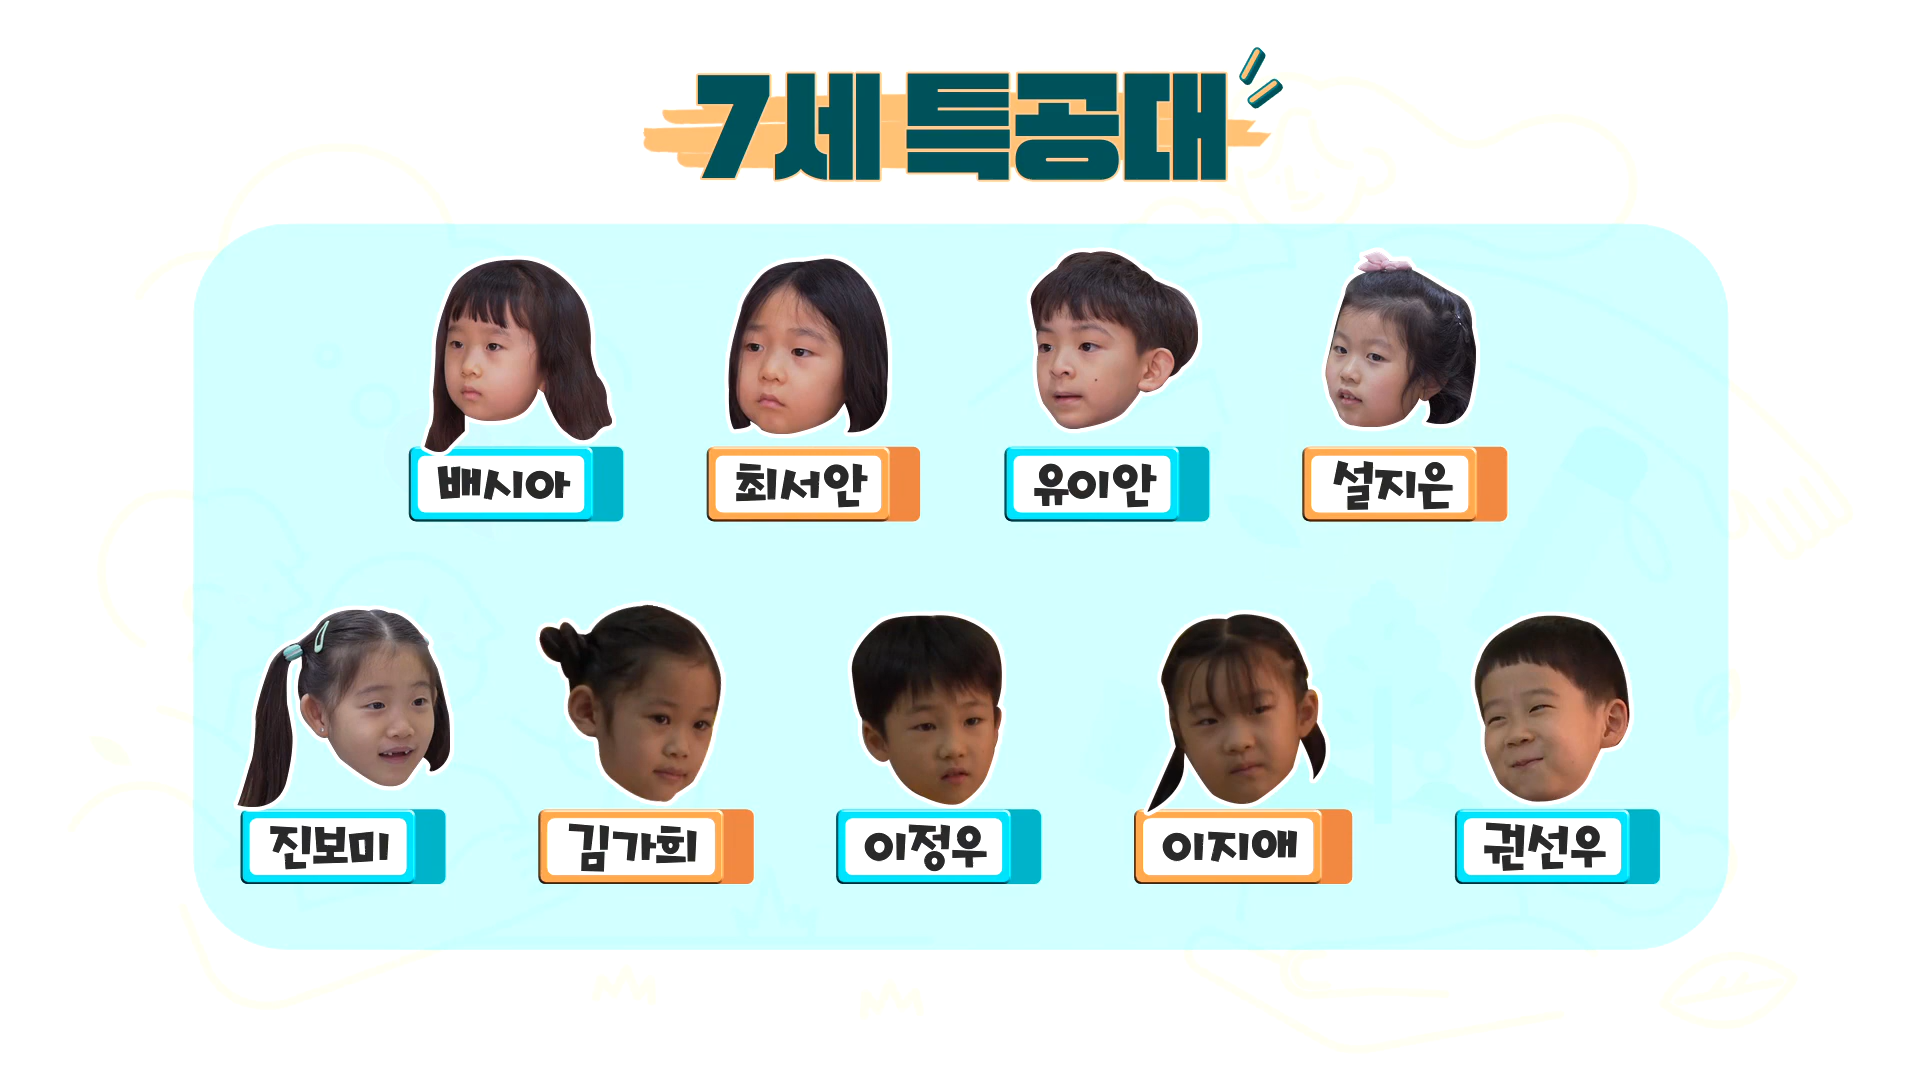 7세 특공대
배시아
최서안
유이안
설지은
진보미
김가희
이정우
이지애
권선우